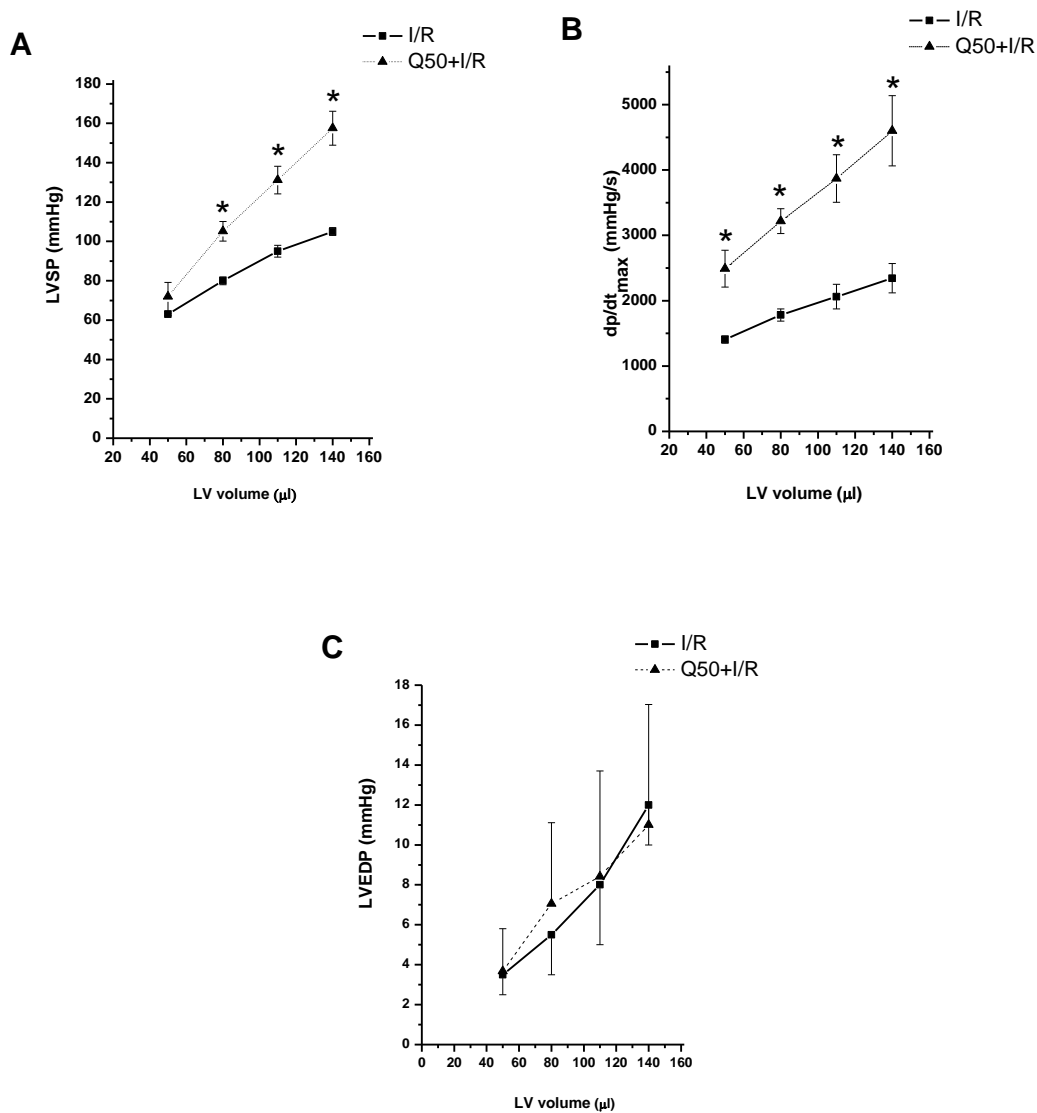 A
I/R
Q50+I/R
180
160
140
120
100
80
60
40
20
0
LVSP (mmHg)
*
*
*
20 40 60 80 100 120 140 160
LV volume (μl)
B
I/R
Q50+I/R
5000
4000
3000
2000
1000
0
dp/dtmax (mmHg/s)
*
*
*
*
20 40 60 80 100 120 140 160
LV volume (μl)
C
I/R
Q50+I/R
18
16
14
12
10
8
6
4
2
0
LVEDP (mmHg)
0 20 40 60 80 100 120 140 160
LV volume (μl)